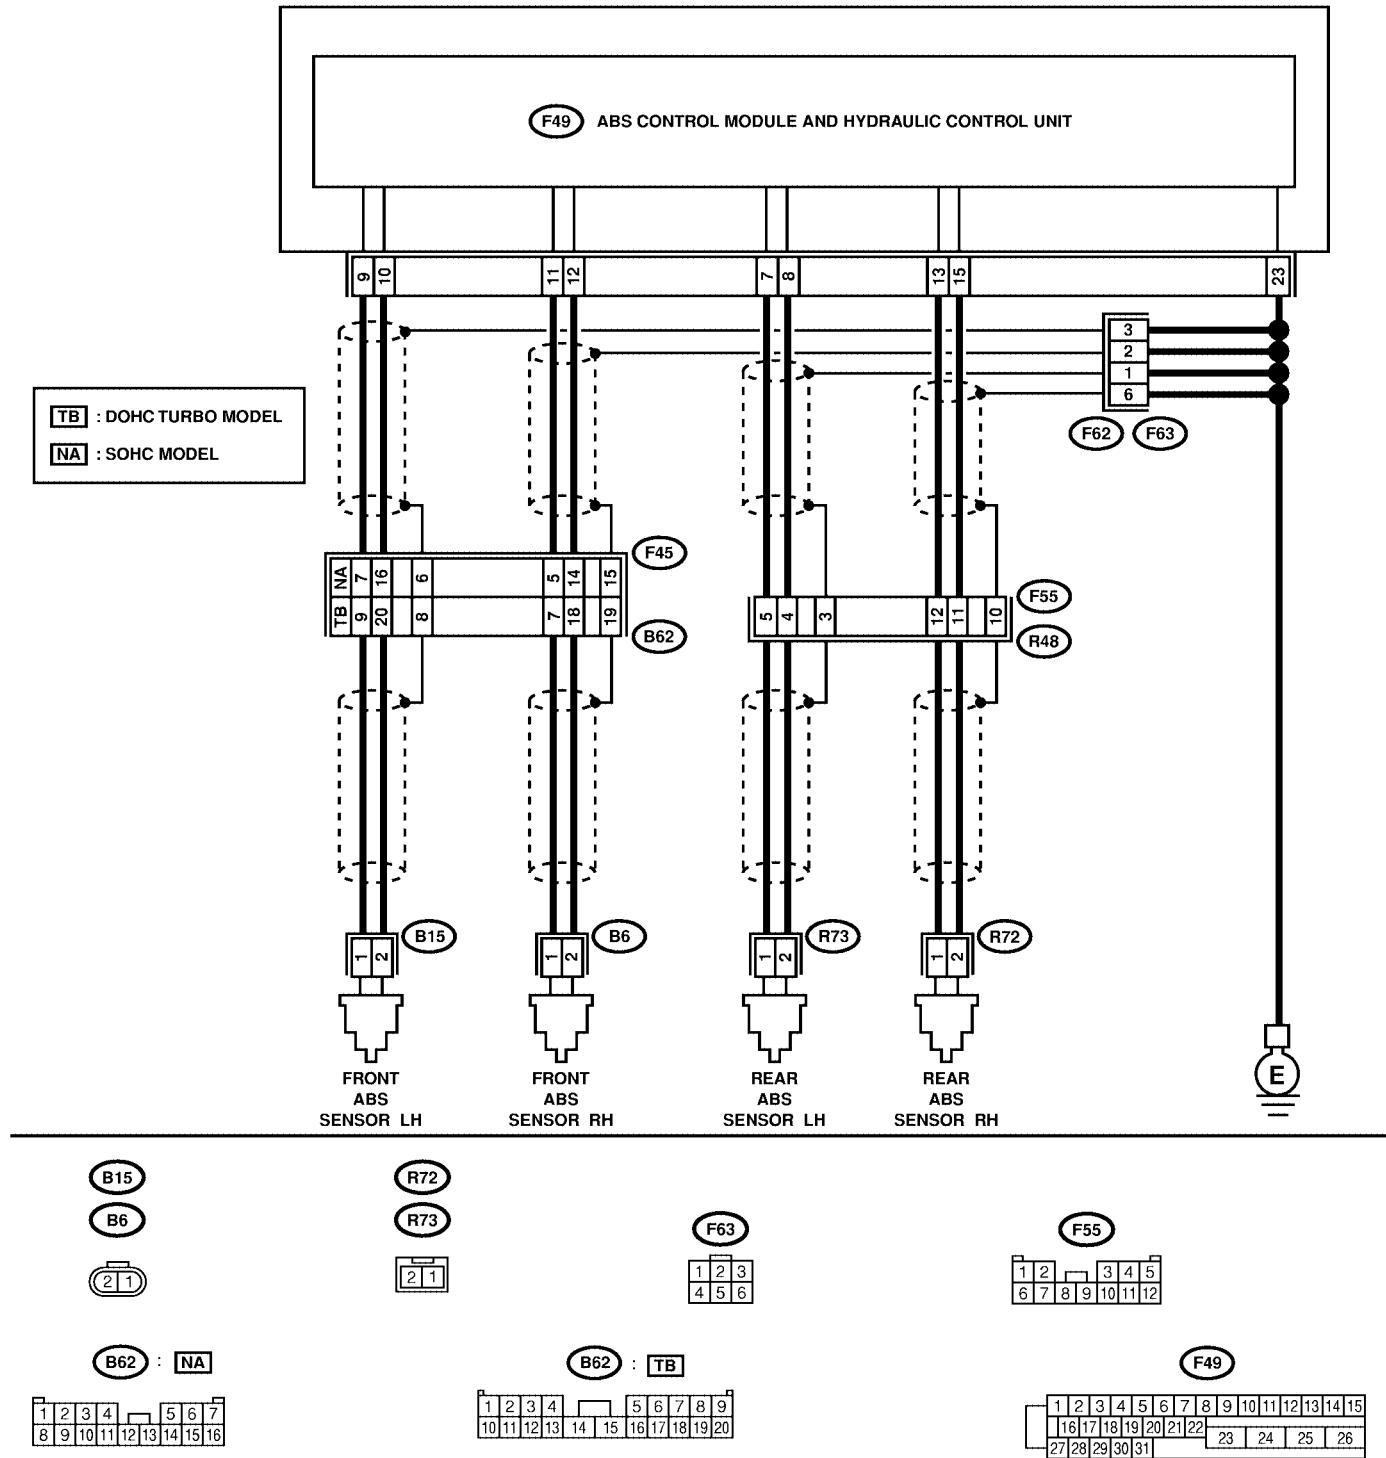 F49 ABS CONTROL MODULE AND HYDRAULIC CONTROL UNIT
9 10 11 12 7 8 13 15 23
3
2
1
6
F62 F63
TB : DOHC TURBO MODEL
NA : SOHC MODEL
F45
NA 7 16 6 5 14 15
TB 9 20 8 7 18 19
B62
F55
5 4 3 12 11 10
R48
B15 B6 R73 R72
1 2 1 2 1 2 1 2
FRONT ABS SENSOR LH
FRONT ABS SENSOR RH
REAR ABS SENSOR LH
REAR ABS SENSOR RH
E
B15
B6
2 1
R72
R73
2 1
F63
1 2 3
4 5 6
F55
1 2 3 4 5
6 7 8 9 10 11 12
B62 : NA
1 2 3 4 5 6 7
8 9 10 11 12 13 14 15 16
B62 : TB
1 2 3 4 5 6 7 8 9
10 11 12 13 14 15 16 17 18 19 20
F49
1 2 3 4 5 6 7 8 9 10 11 12 13 14 15
16 17 18 19 20 21 22 23 24 25 26
27 28 29 30 31